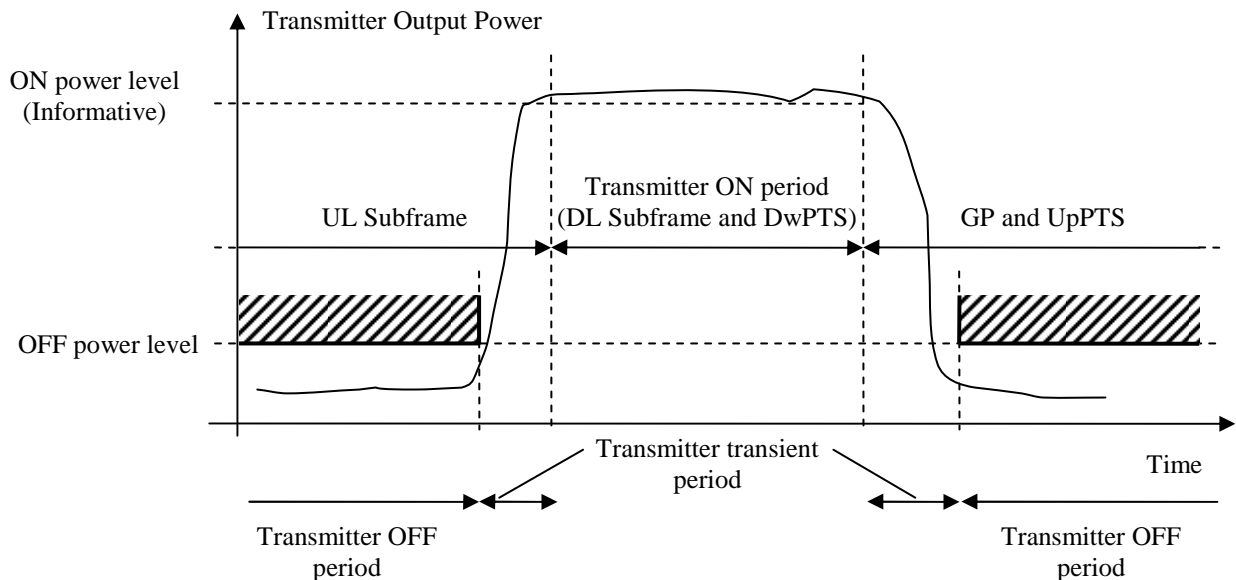 Transmitter Output Power
ON power level
(Informative)
Transmitter ON period
(DL Subframe and DwPTS)
UL Subframe
GP and UpPTS
OFF power level
Transmitter transient
period
Time
Transmitter OFF
period
Transmitter OFF
period